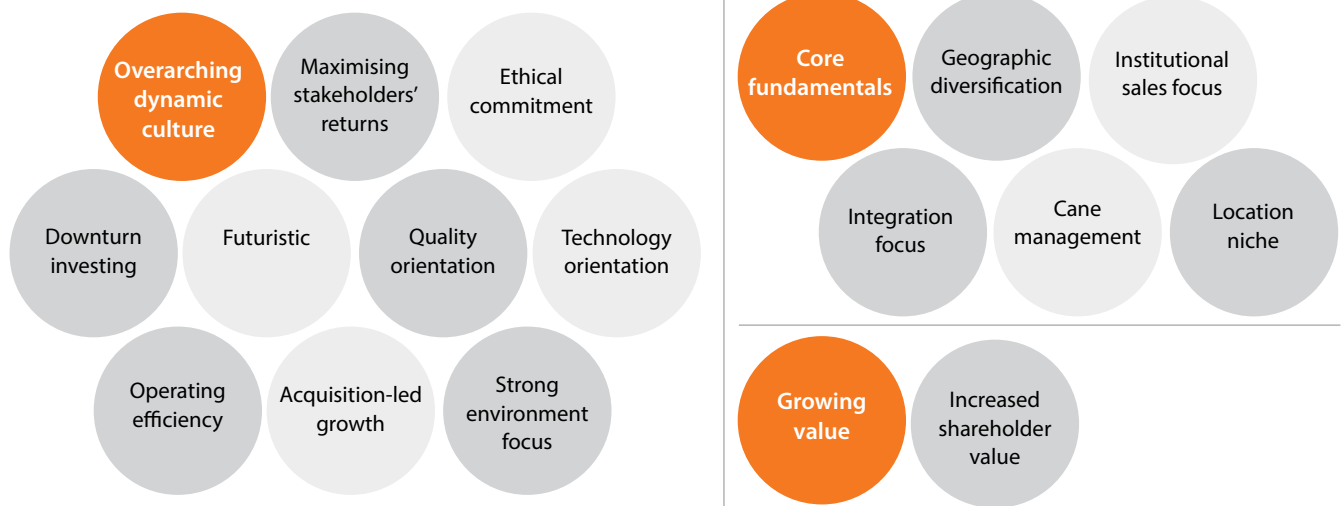 Overarching
dynamic
culture
Maximising
stakeholders'
returns
Ethical
commitment
Downturn
investing
Futuristic
Quality
orientation
Technology
orientation
Operating
efficiency
Acquisition-led
growth
Strong
environment
focus
Core
fundamentals
Geographic
diversification
Institutional
sales focus
Integration
focus
Cane
management
Location
niche
Growing
value
Increased
shareholder
value